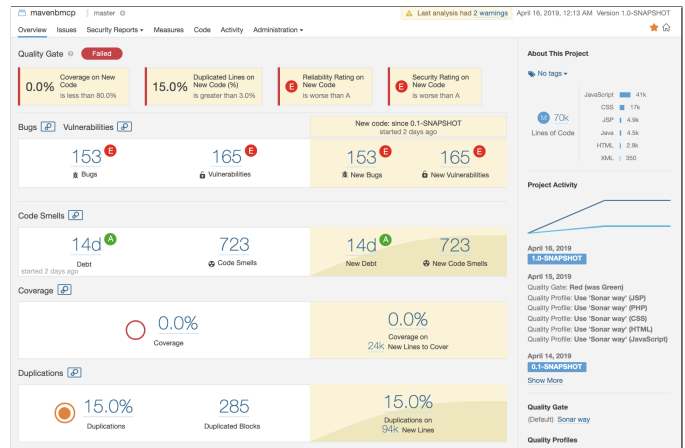 mavenbmcp master
Last analysis had 2 warnings April 16, 2019, 12:13 AM Version 1.0-SNAPSHOT
Overview Issues Security Reports Measures Code Activity Administration
Quality Gate Failed
0.0% Coverage on New Code
is less than 80.0%
15.0% Duplicated Lines on New Code (%)
is greater than 3.0%
E Reliability Rating on New Code
is worse than A
E Security Rating on New Code
is worse than A
Bugs Vulnerabilities
New code: since 0.1-SNAPSHOT
started 2 days ago
153 E
Bugs
165 E
Vulnerabilities
153 E
New Bugs
165 E
New Vulnerabilities
Code Smells
14d A
Debt
started 2 days ago
723
Code Smells
14d A
New Debt
723
New Code Smells
Coverage
0.0%
Coverage
0.0%
Coverage on
24k New Lines to Cover
Duplications
15.0%
Duplications
285
Duplicated Blocks
15.0%
Duplications on
94k New Lines
About This Project
No tags
M 70k
Lines of Code
JavaScript 41k
CSS 17k
JSP 4.9k
Java 4.5k
HTML 2.9k
XML 350
Project Activity
April 16, 2019
1.0-SNAPSHOT
April 15, 2019
Quality Gate: Red (was Green)
Quality Profile: Use 'Sonar way' (JSP)
Quality Profile: Use 'Sonar way' (PHP)
Quality Profile: Use 'Sonar way' (CSS)
Quality Profile: Use 'Sonar way' (HTML)
Quality Profile: Use 'Sonar way' (JavaScript)
April 14, 2019
0.1-SNAPSHOT
Show More
Quality Gate
(Default) Sonar way
Quality Profiles